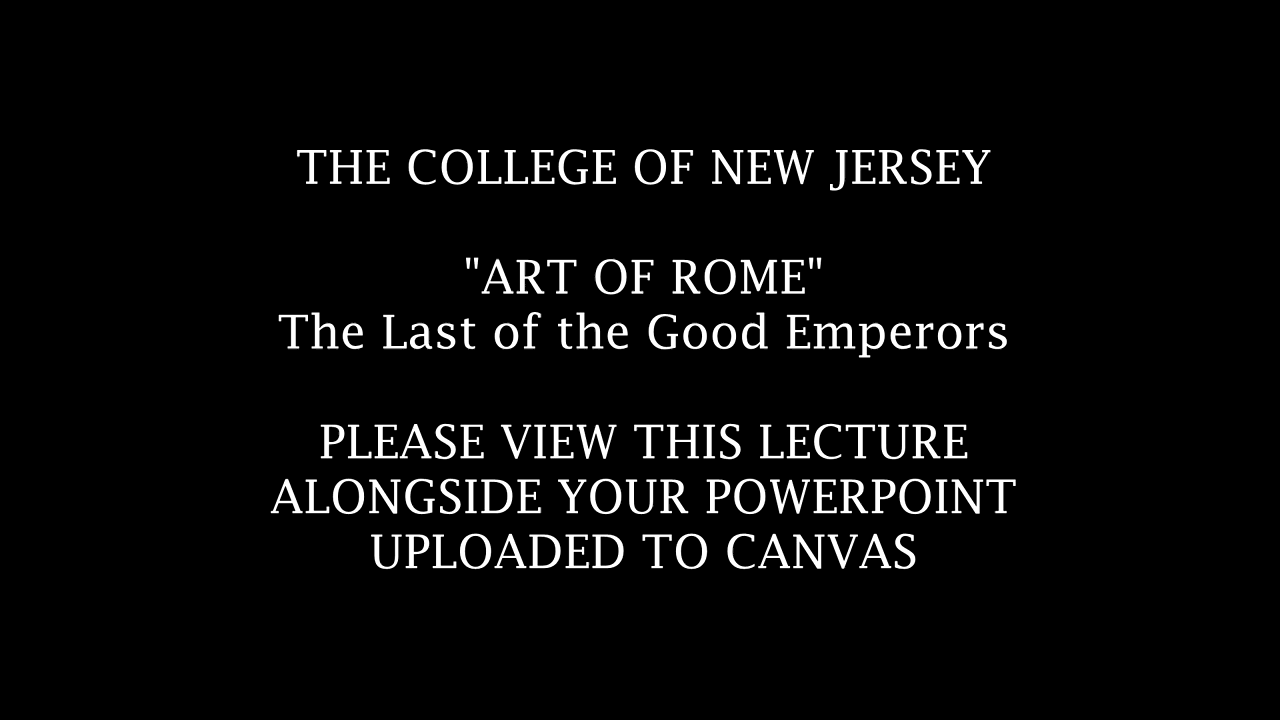 THE COLLEGE OF NEW JERSEY
"ART OF ROME"
The Last of the Good Emperors
PLEASE VIEW THIS LECTURE
ALONGSIDE YOUR POWERPOINT
UPLOADED TO CANVAS